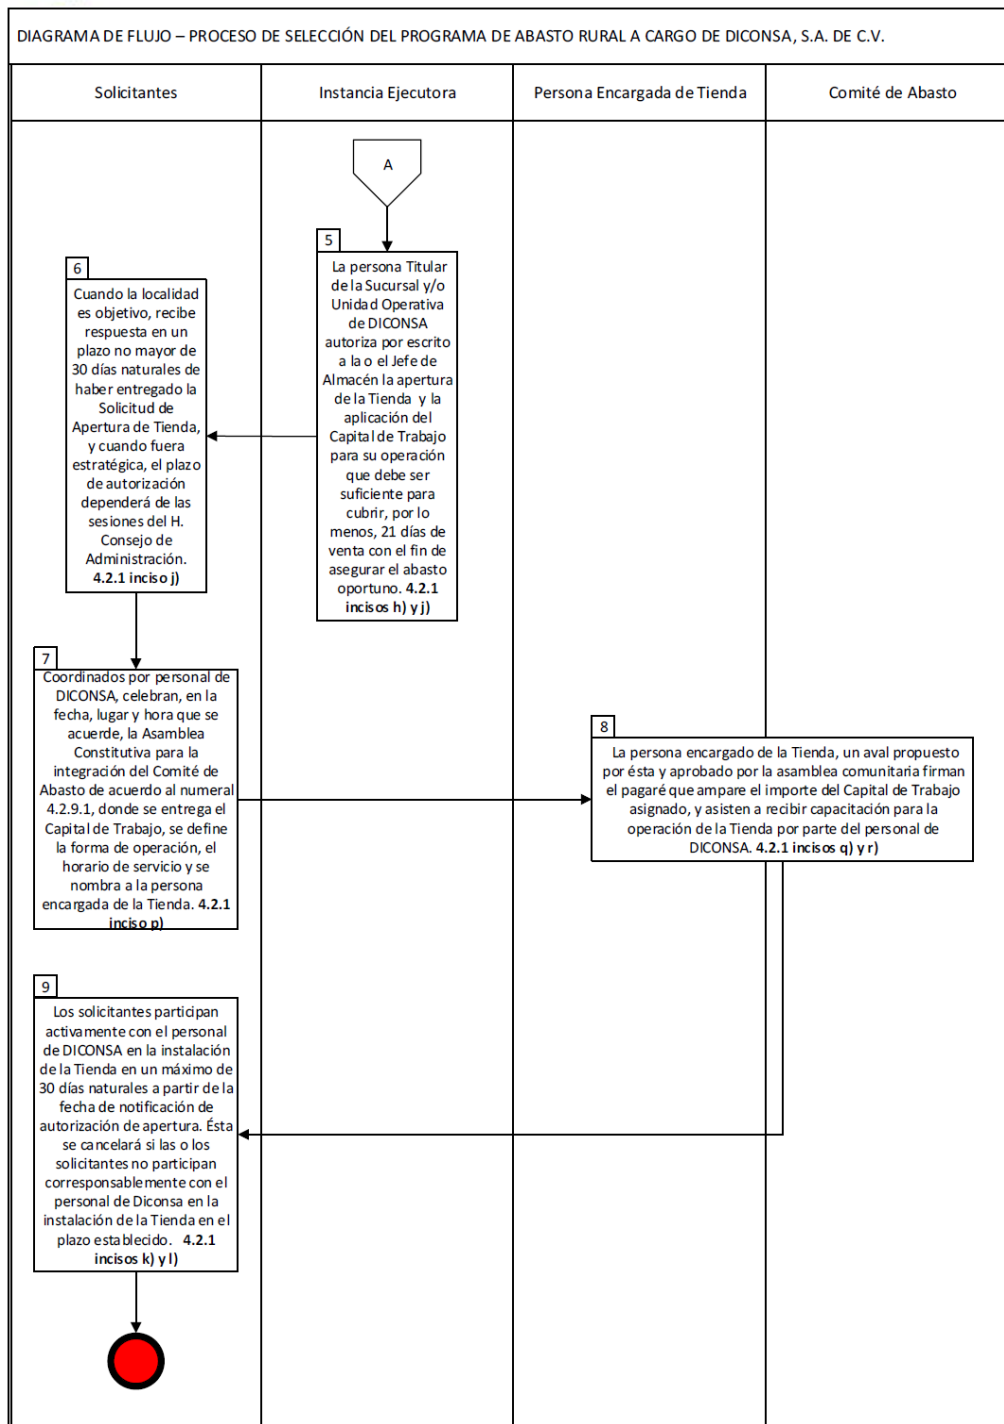 DIAGRAMA DE FLUJO – PROCESO DE SELECCIÓN DEL PROGRAMA DE ABASTO RURAL A CARGO DE DICONSA, S.A. DE C.V.
Solicitantes
Instancia Ejecutora
Persona Encargada de Tienda
Comité de Abasto
A
5
La persona Titular
de la Sucursal y/o
Unidad Operativa
de DICONSA
autoriza por escrito
a la o el Jefe de
Almacén la apertura
de la Tienda y la
aplicación del
Capital de Trabajo
para su operación
que debe ser
suficiente para
cubrir, por lo
menos, 21 días de
venta con el fin de
asegurar el abasto
oportuno. 4.2.1
incisos h) y j)
6
Cuando la localidad
es objetivo, recibe
respuesta en un
plazo no mayor de
30 días naturales de
haber entregado la
Solicitud de
Apertura de Tienda,
y cuando fuera
estratégica, el plazo
de autorización
dependerá de las
sesiones del H.
Consejo de
Administración.
4.2.1 inciso j)
7
Coordinados por personal de
DICONSA, celebran, en la
fecha, lugar y hora que se
acuerde, la Asamblea
Constitutiva para la
integración del Comité de
Abasto de acuerdo al numeral
4.2.9.1, donde se entrega el
Capital de Trabajo, se define
la forma de operación, el
horario de servicio y se
nombra a la persona
encargada de la Tienda. 4.2.1
inciso p)
8
La persona encargado de la Tienda, un aval propuesto
por ésta y aprobado por la asamblea comunitaria firman
el pagaré que ampare el importe del Capital de Trabajo
asignado, y asisten a recibir capacitación para la
operación de la Tienda por parte del personal de
DICONSA. 4.2.1 incisos q) y r)
9
Los solicitantes participan
activamente con el personal
de DICONSA en la instalación
de la Tienda en un máximo de
30 días naturales a partir de la
fecha de notificación de
autorización de apertura. Ésta
se cancelará si las o los
solicitantes no participan
corresponsablemente con el
personal de Diconsa en la
instalación de la Tienda en el
plazo establecido. 4.2.1
incisos k) y l)